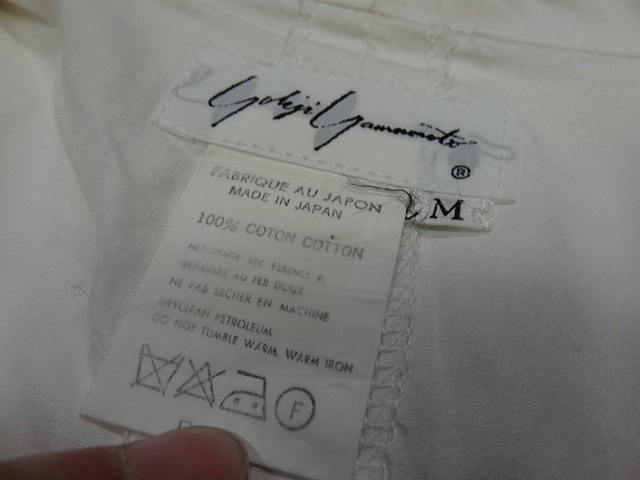 Yohji Yamamoto
®
M
FABRIQUE AU JAPON
MADE IN JAPAN
100% COTON COTTON
NETTOYAGE SEC ESSENCE F.
REPASSAGE AU FER DOUX
NE PAS SECHER EN MACHINE
DRYCLEAN PETROLEUM
DO NOT TUMBLE WARM. WARM IRON
F